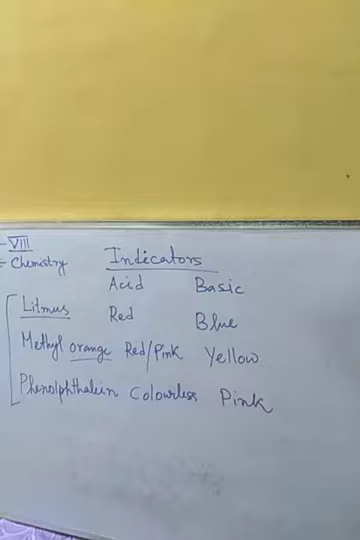 - VIII
= Chemistry
Indicators
Acid Basic
Litmus Red Blue
Methyl orange Red/Pink Yellow
Phenolphthalein Colourless Pink